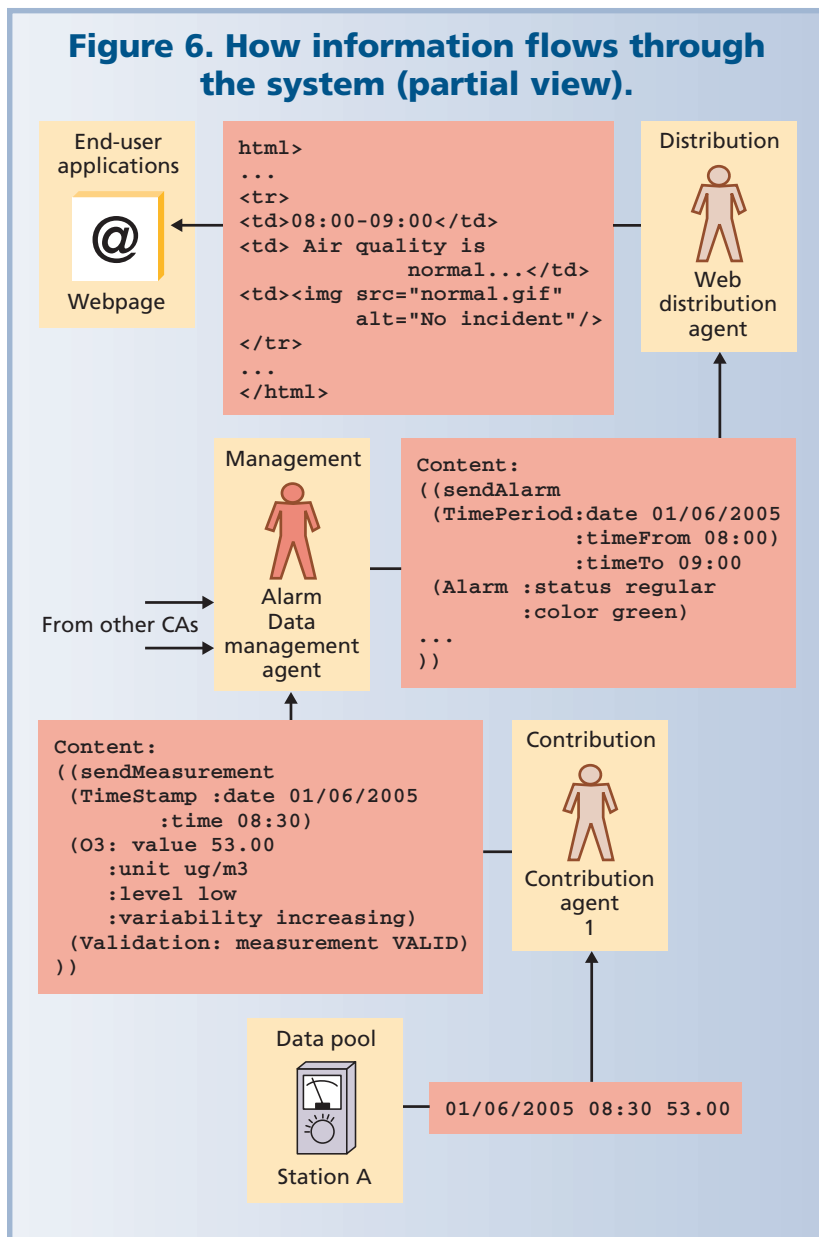 Figure 6. How information flows through
the system (partial view).
End-user
applications
@
Webpage
html>
...
<tr>
<td>08:00-09:00</td>
<td> Air quality is
normal...</td>
<td><img src="normal.gif"
alt="No incident"/>
</tr>
...
</html>
Distribution
Web
distribution
agent
Management
Alarm
Data
management
agent
From other CAs
Content:
((sendAlarm
(TimePeriod:date 01/06/2005
:timeFrom 08:00)
:timeTo 09:00
(Alarm :status regular
:color green)
...
))
Content:
((sendMeasurement
(TimeStamp :date 01/06/2005
:time 08:30)
(O3: value 53.00
:unit ug/m3
:level low
:variability increasing)
(Validation: measurement VALID)
))
Contribution
Contribution
agent
1
Data pool
Station A
01/06/2005 08:30 53.00